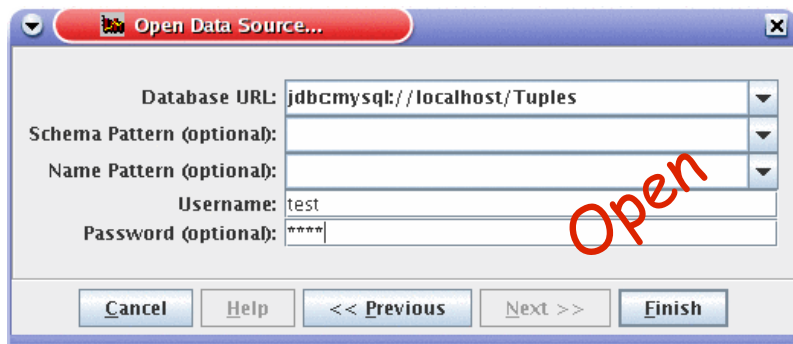 Open Data Source...
Database URL: jdbc:mysql://localhost/Tuples
Schema Pattern (optional):
Name Pattern (optional):
Open
Username: test
Password (optional): ****
Cancel Help << Previous Next >> Finish